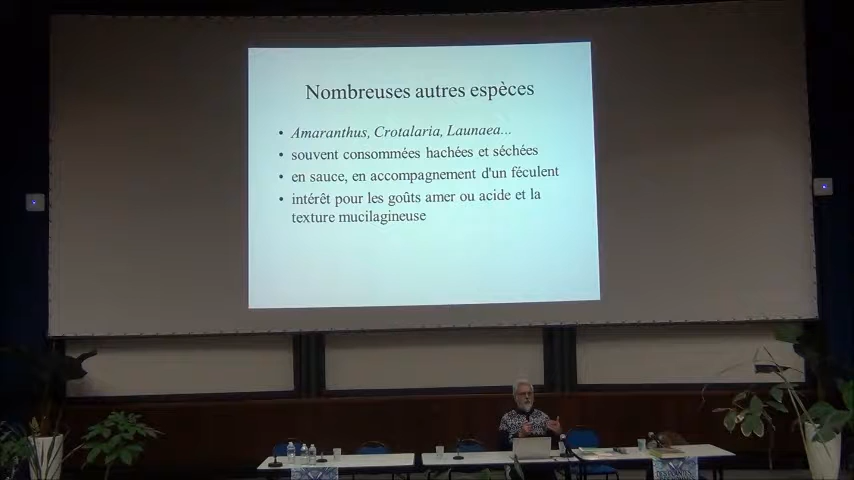 Nombreuses autres espèces
• Amaranthus, Crotalaria, Launaea...
• souvent consommées hachées et séchées
• en sauce, en accompagnement d'un féculent
• intérêt pour les goûts amer ou acide et la
texture mucilagineuse